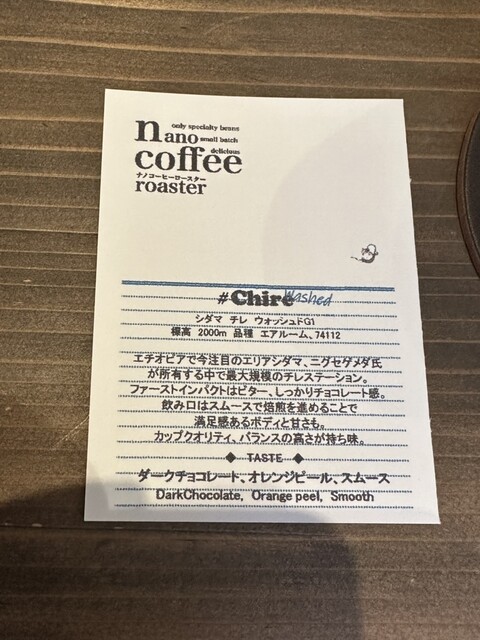 only specialty beans
nano small batch
delicious
coffee
ナノコーヒーロースター
roaster
#Chire Washed
シダマ チレ ウォッシュドG1
標高 2000m 品種 エアルーム、74112
エチオピアで今注目のエリアシダマ、ニグセゲメダ氏
が所有する中で最大規模のチレステーション。
ファーストインパクトはビター、しっかりチョコレート感。
飲み口はスムースで焙煎を進めることで
満足感あるボディと甘さも。
カップクオリティ、バランスの高さが持ち味。
◆ TASTE ◆
ダークチョコレート、オレンジピール、スムース
DarkChocolate, Orange peel, Smooth